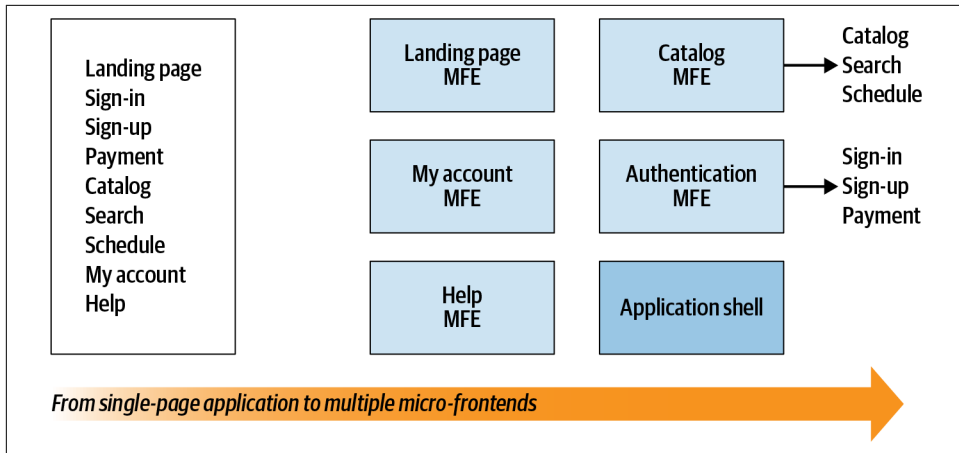 Landing page
Sign-in
Sign-up
Payment
Catalog
Search
Schedule
My account
Help
Landing page
MFE
Catalog
MFE
Catalog
Search
Schedule
My account
MFE
Authentication
MFE
Sign-in
Sign-up
Payment
Help
MFE
Application shell
From single-page application to multiple micro-frontends